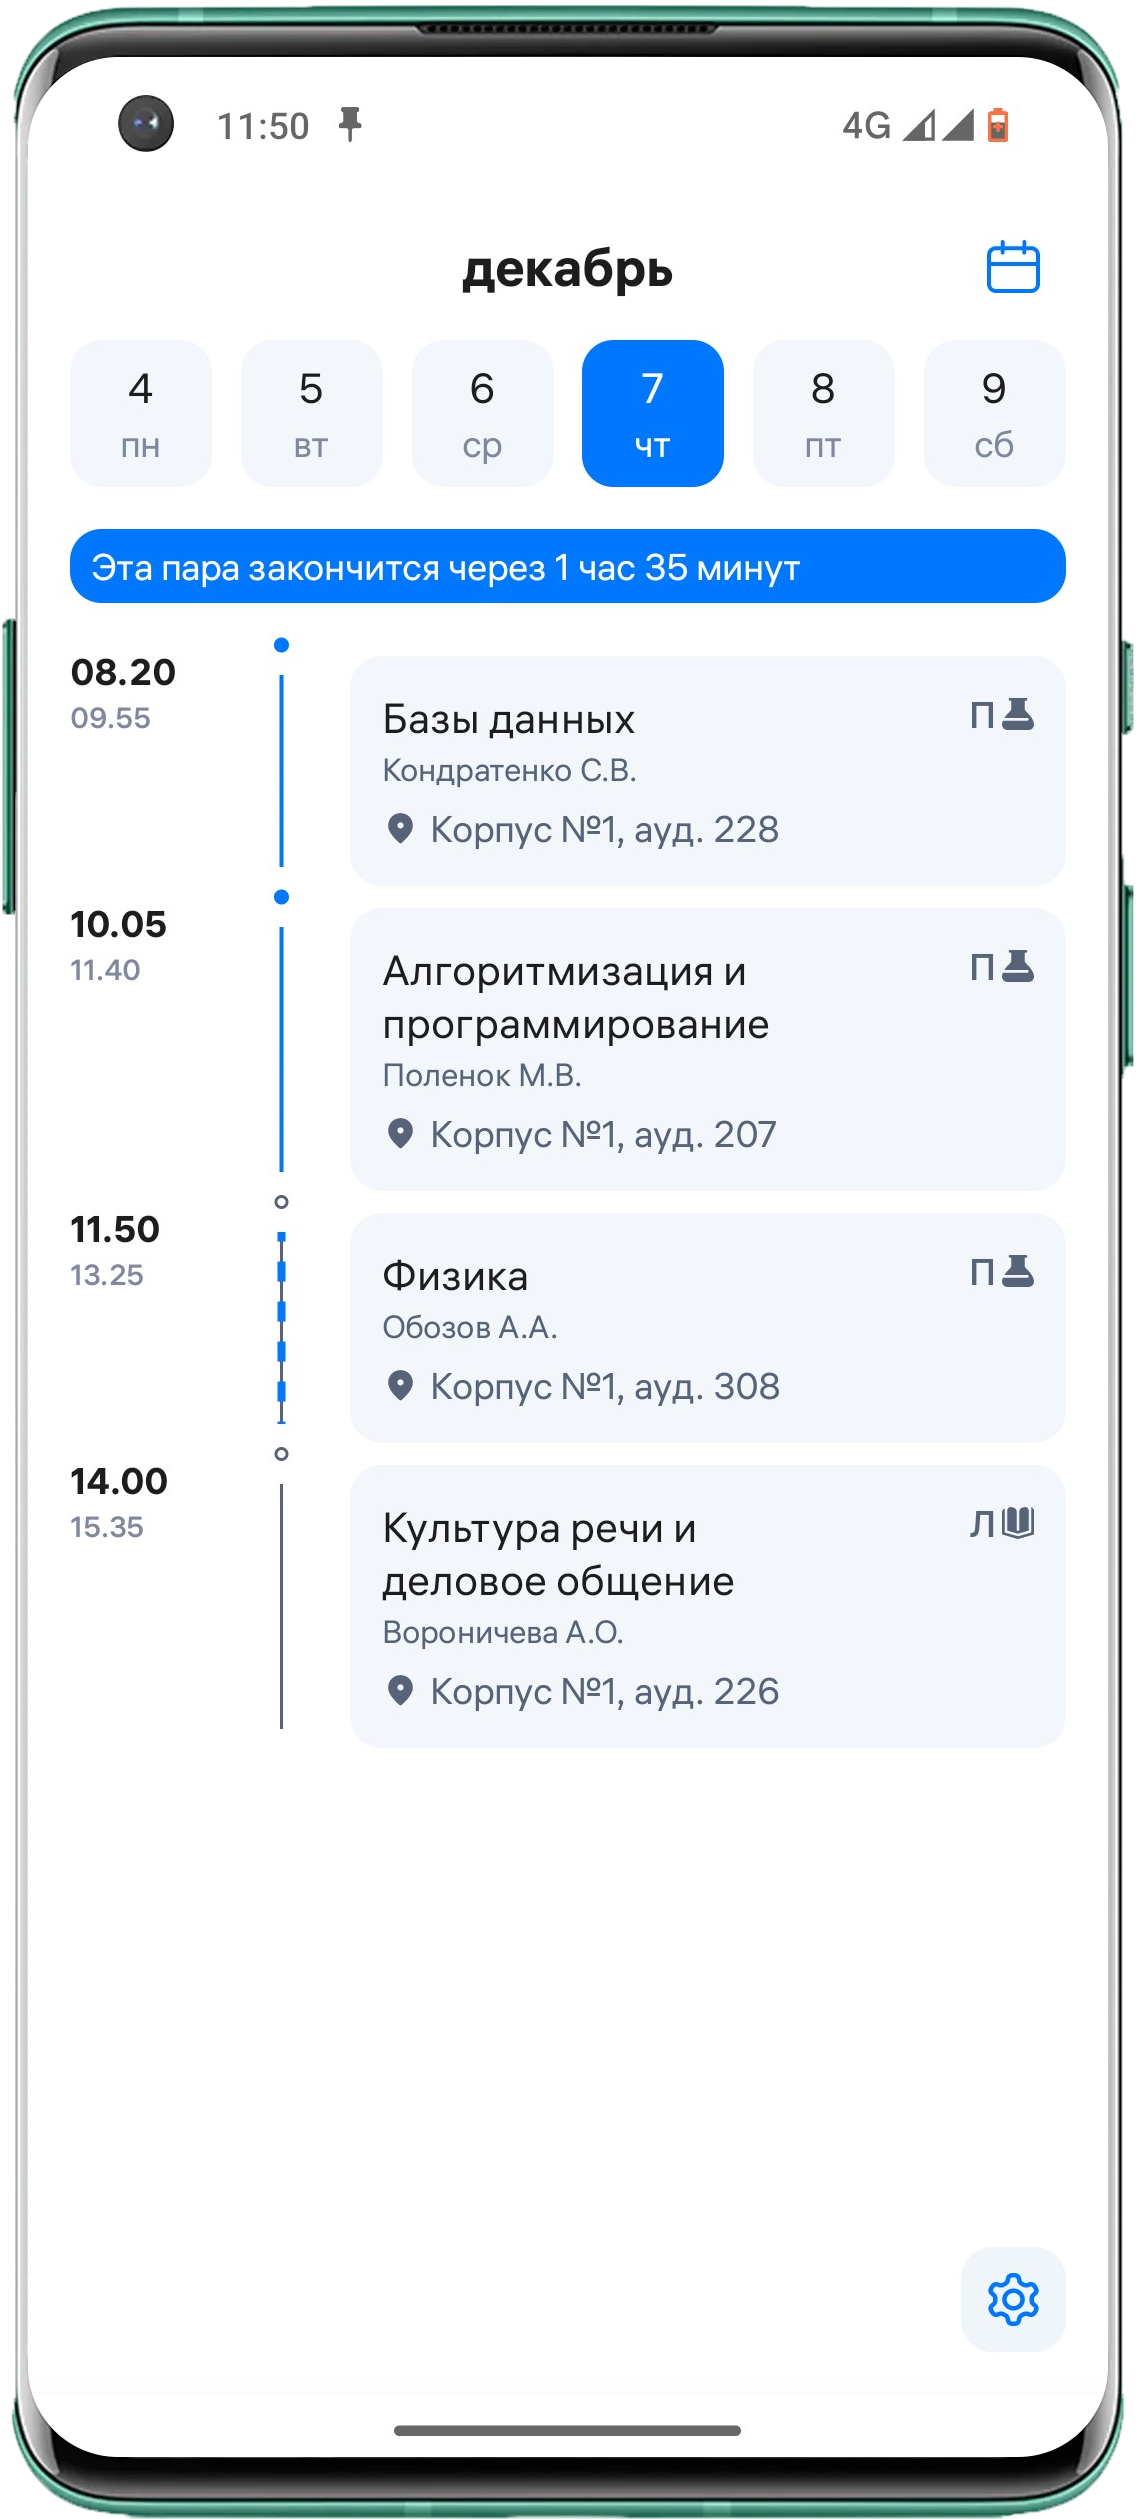 11:50
4G
декабрь
4 5 6 7 8 9
пн вт ср чт пт сб
Эта пара закончится через 1 час 35 минут
08.20
09.55
Базы данных П
Кондратенко С.В.
Корпус №1, ауд. 228
10.05
11.40
Алгоритмизация и П
программирование
Поленок М.В.
Корпус №1, ауд. 207
11.50
13.25
Физика П
Обозов А.А.
Корпус №1, ауд. 308
14.00
15.35
Культура речи и Л
деловое общение
Вороничева А.О.
Корпус №1, ауд. 226